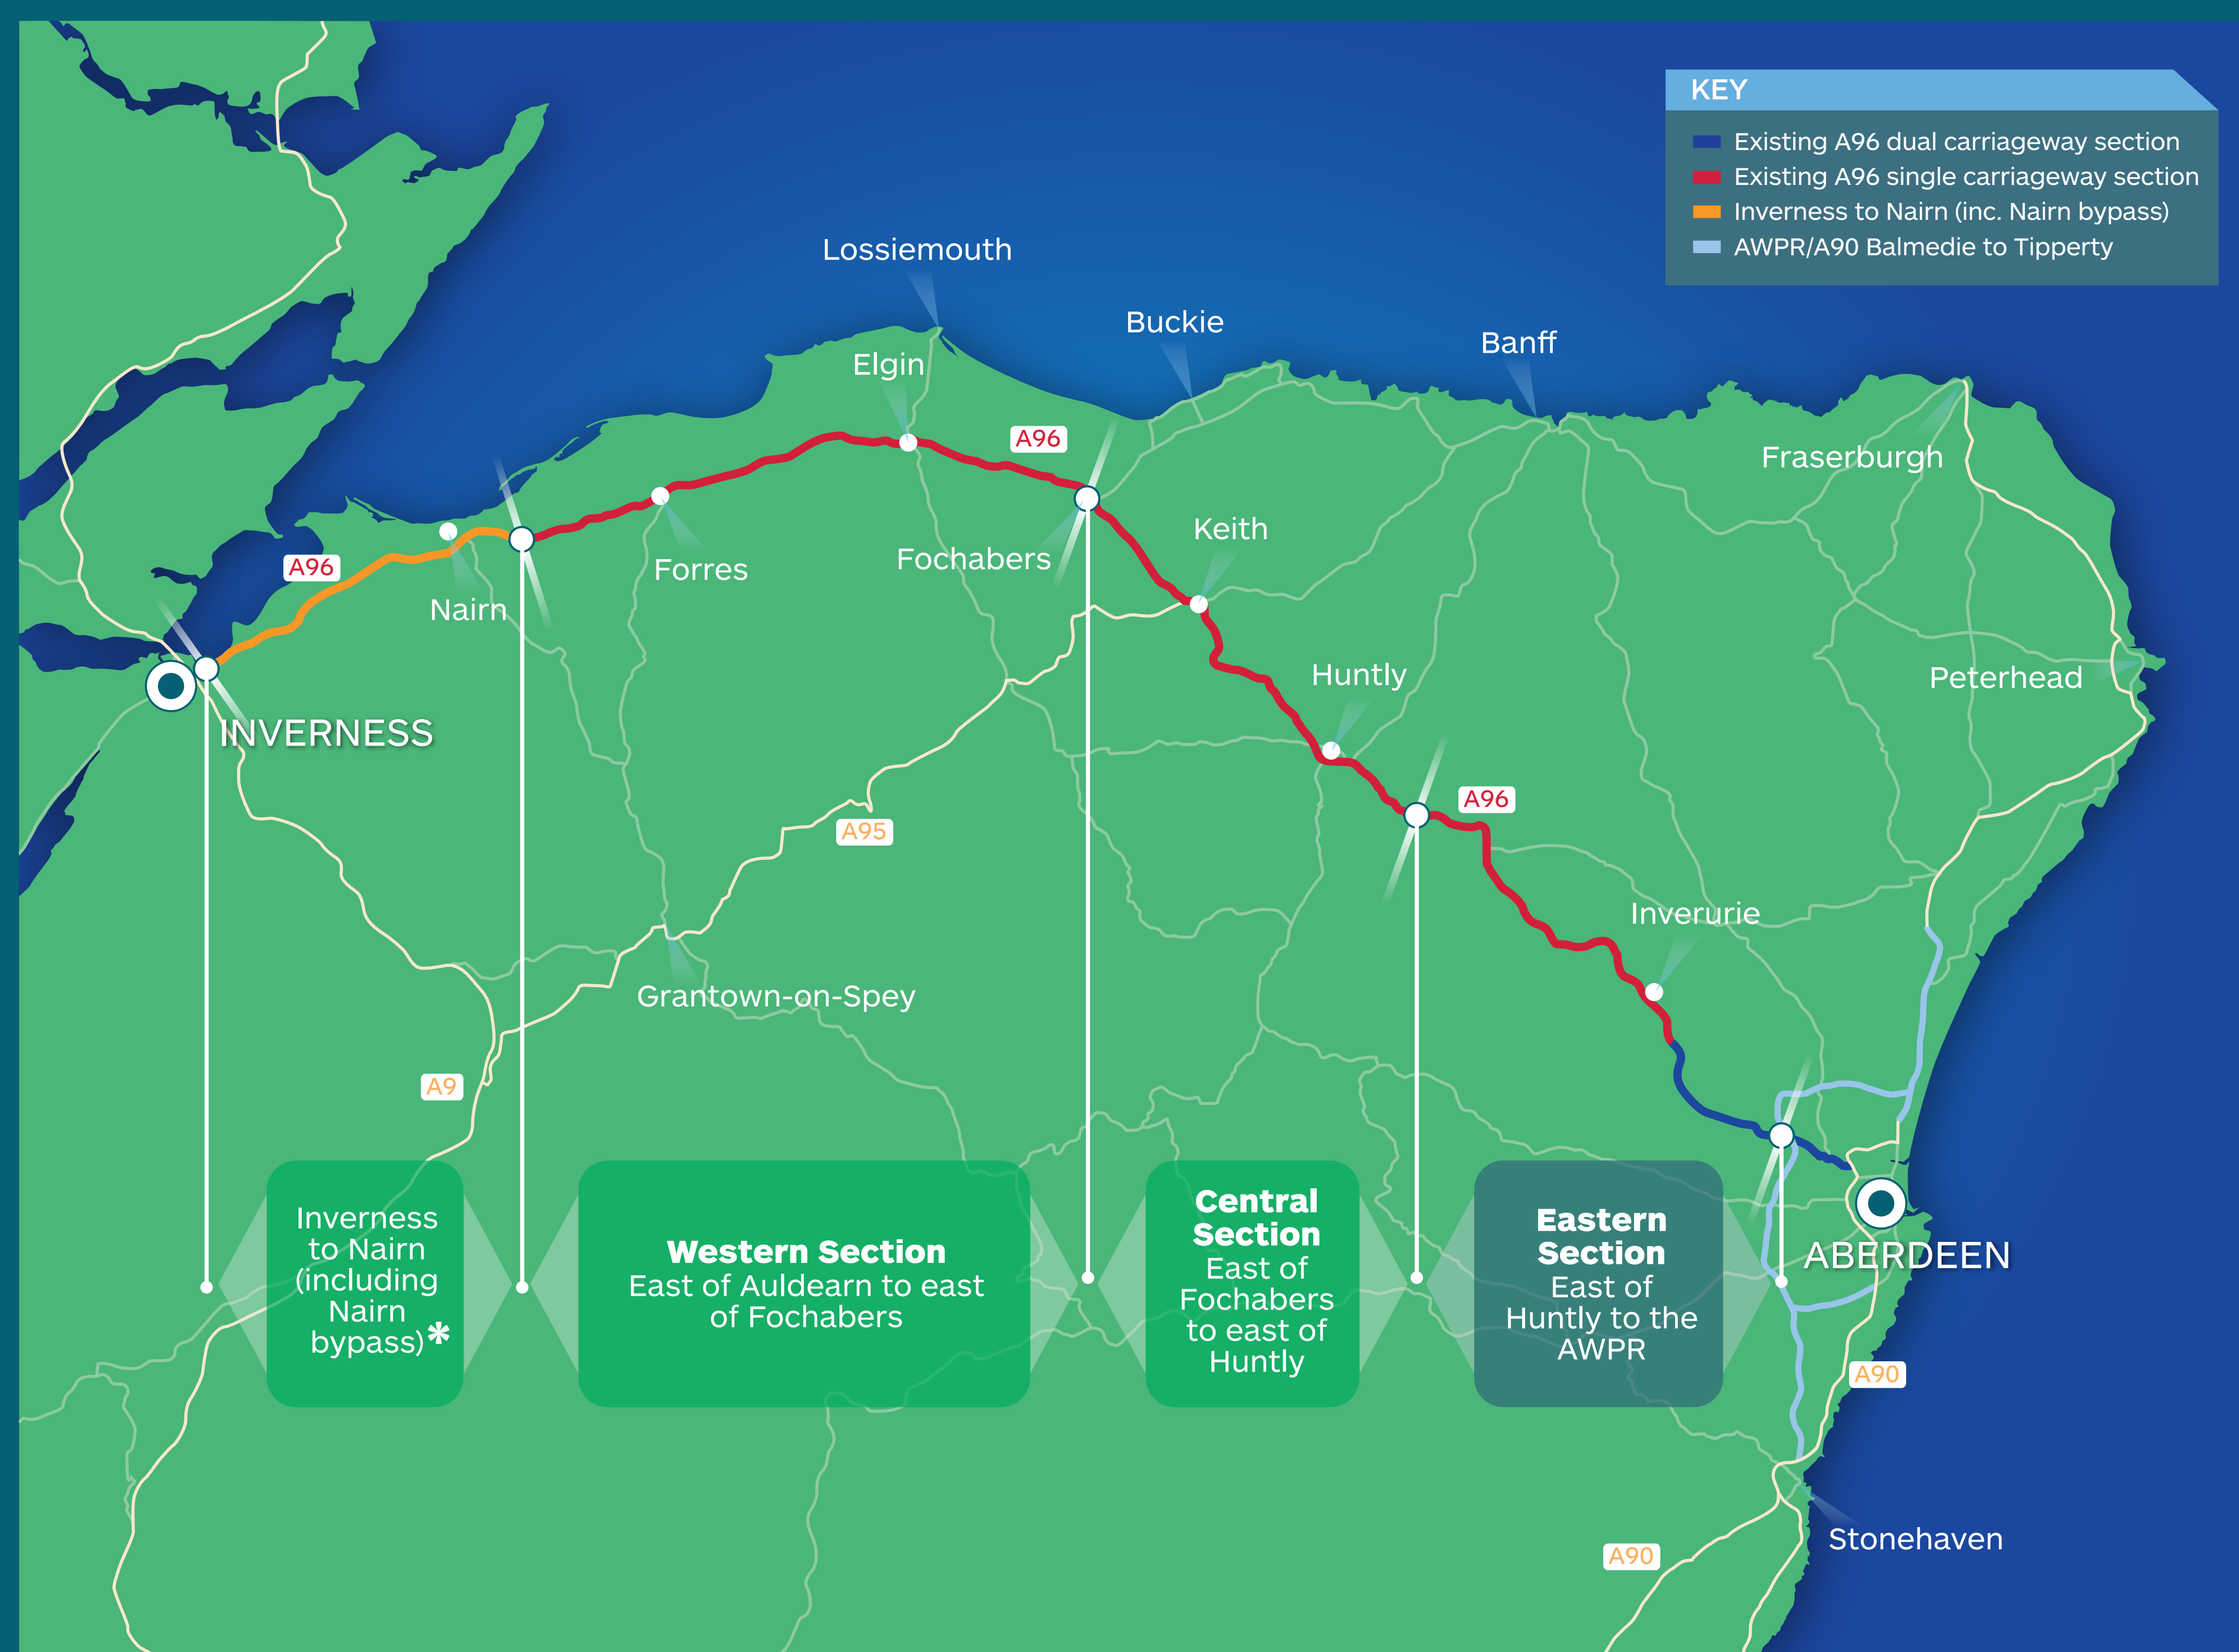 KEY
Existing A96 dual carriageway section
Existing A96 single carriageway section
Inverness to Nairn (inc. Nairn bypass)
AWPR/A90 Balmedie to Tipperty
Lossiemouth
Buckie
Banff
Elgin
A96
Fraserburgh
Keith
Fochabers
A96
Forres
Nairn
Huntly
Peterhead
INVERNESS
A96
A95
Inverurie
Grantown-on-Spey
A9
Inverness
to Nairn
(including
Nairn
bypass)*
Western Section
East of Auldearn to east
of Fochabers
Central
Section
East of
Fochabers
to east of
Huntly
Eastern
Section
East of
Huntly to the
AWPR
ABERDEEN
A90
Stonehaven
A90